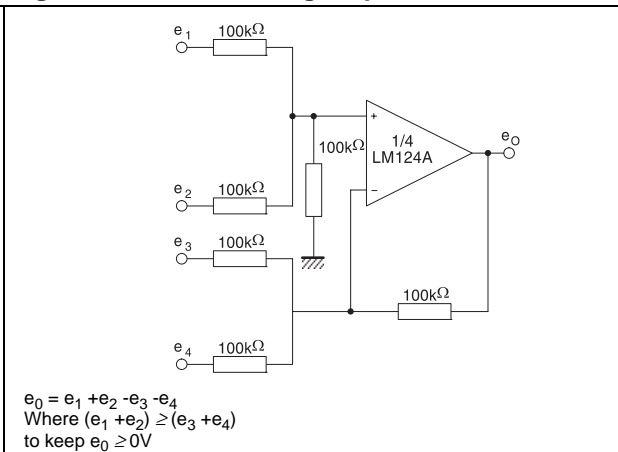 e1 100kΩ
+
100kΩ
1/4
LM124A
eO
e2 100kΩ
-
e3 100kΩ
100kΩ
e4 100kΩ
e0 = e1 +e2 -e3 -e4
Where (e1 +e2) ≥(e3 +e4)
to keep e0 ≥0V